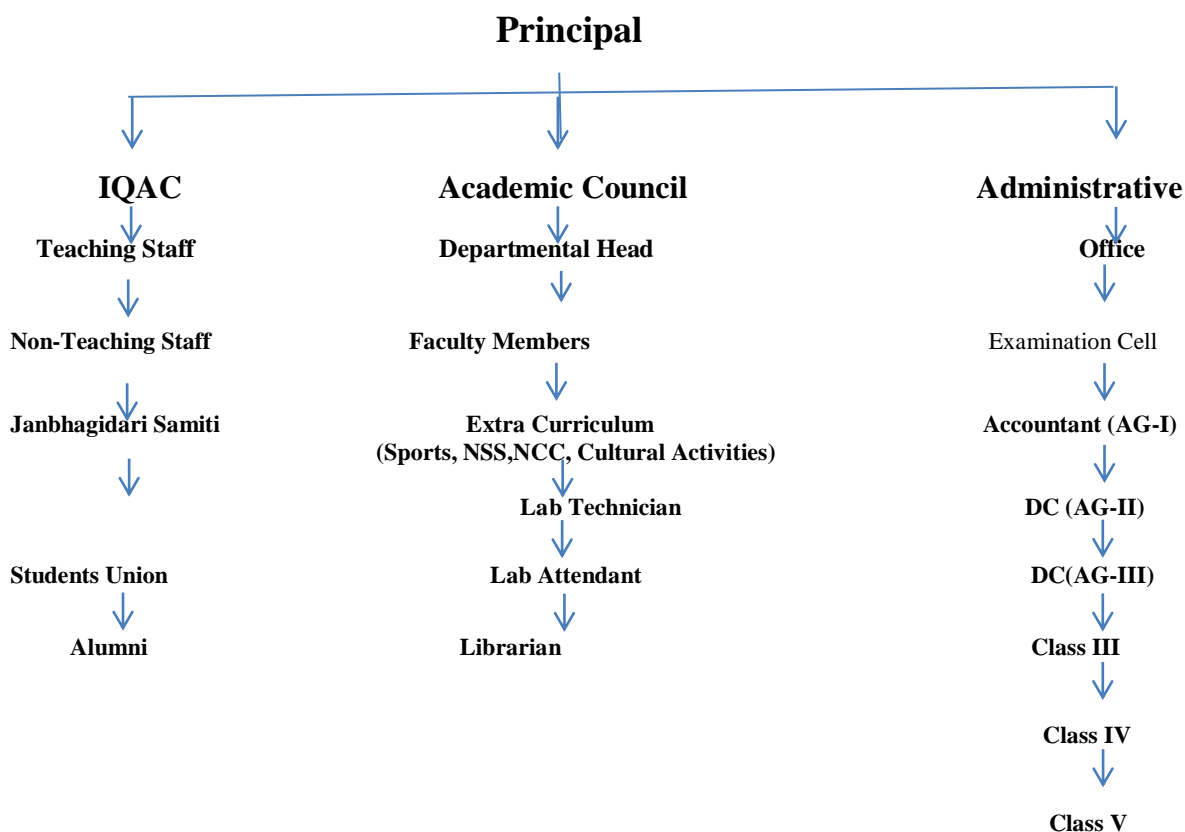 Principal
IQAC
Academic Council
Administrative
Teaching Staff
Departmental Head
Office
Non-Teaching Staff
Faculty Members
Examination Cell
Janbhagidari Samiti
Extra Curriculum
(Sports, NSS,NCC, Cultural Activities)
Accountant (AG-I)
Lab Technician
DC (AG-II)
Students Union
Lab Attendant
DC(AG-III)
Alumni
Librarian
Class III
Class IV
Class V